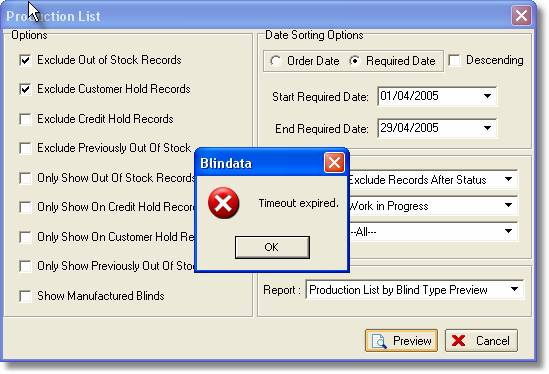 Production List
Options
Exclude Out of Stock Records
Exclude Customer Hold Records
Exclude Credit Hold Records
Exclude Previously Out Of Stock
Only Show Out Of Stock Records
Only Show On Credit Hold Recor
Only Show On Customer Hold Re
Only Show Previously Out Of Sto
Show Manufactured Blinds
Date Sorting Options
Order Date Required Date Descending
Start Required Date: 01/04/2005
End Required Date: 29/04/2005
Blindata
Timeout expired.
OK
Exclude Records After Status
Work in Progress
--All---
Report : Production List by Blind Type Preview
Preview Cancel